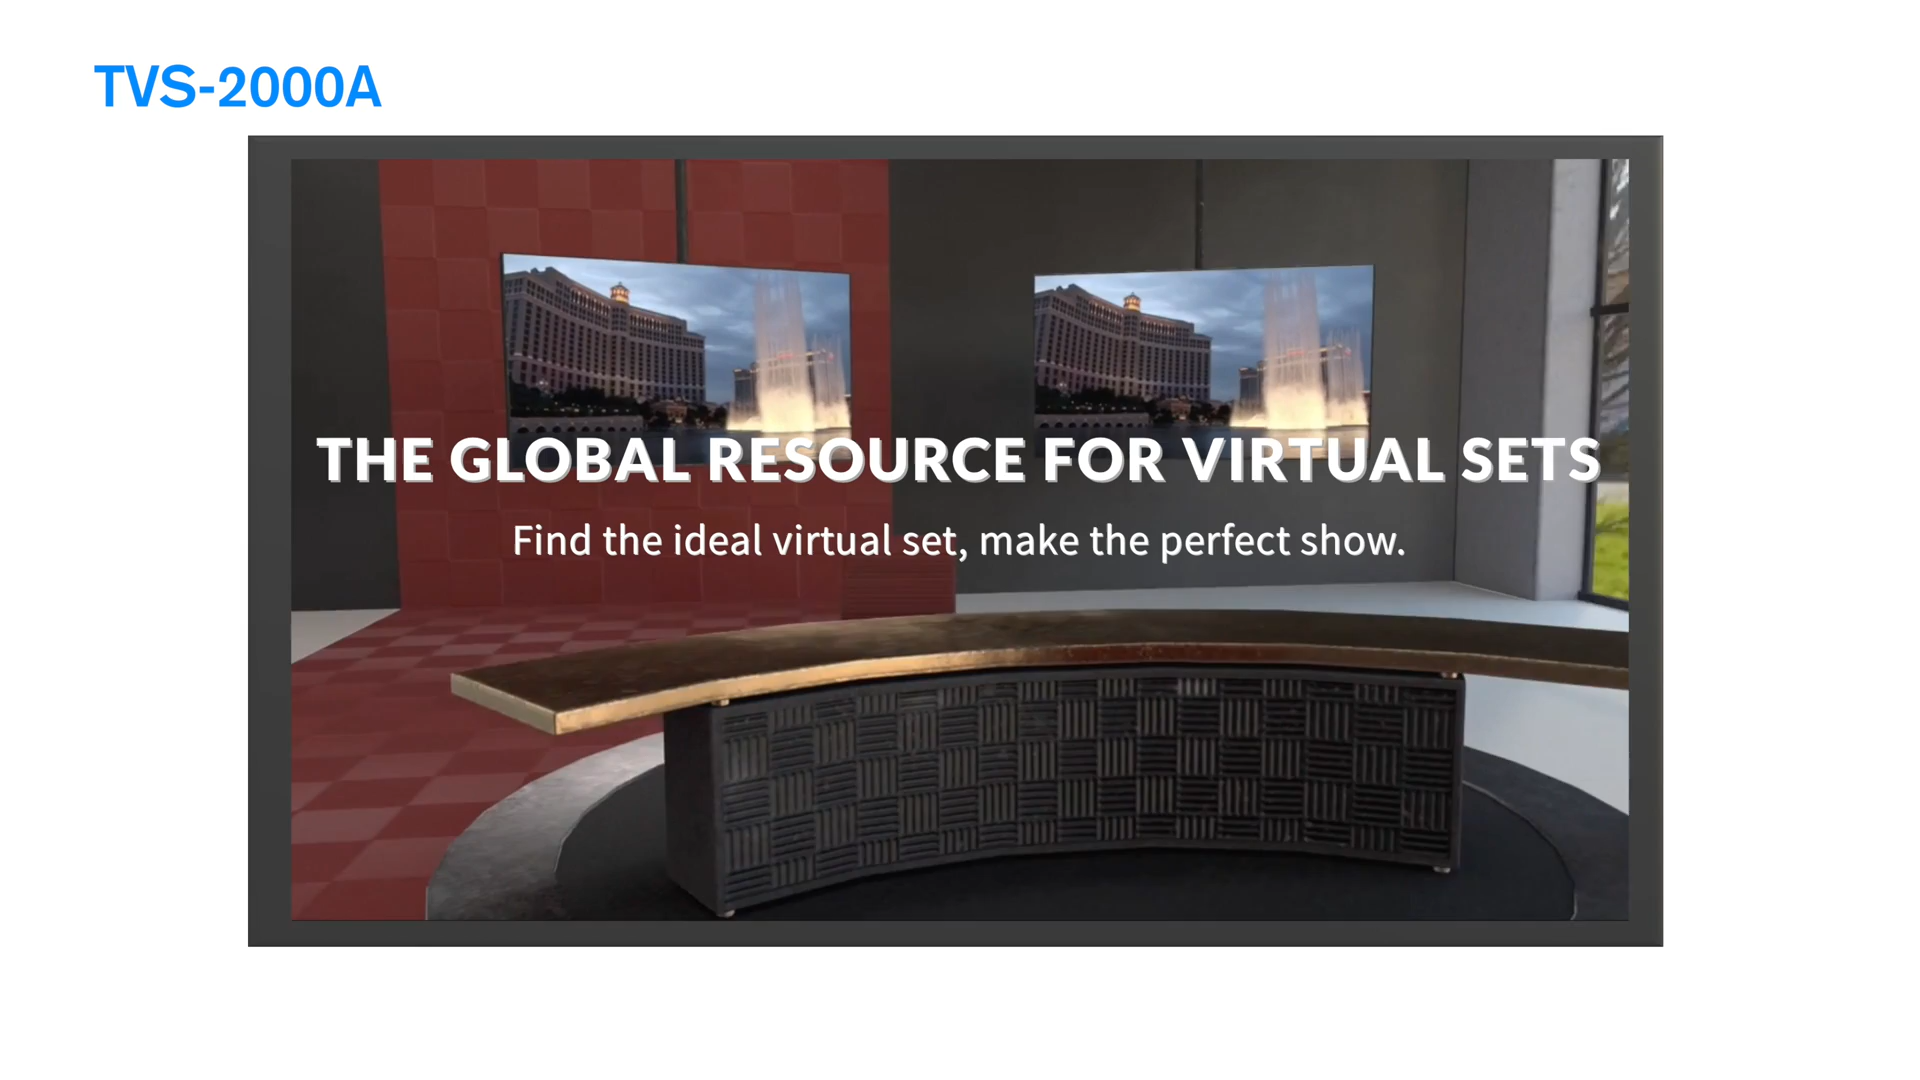 TVS-2000A
THE GLOBAL RESOURCE FOR VIRTUAL SETS
Find the ideal virtual set, make the perfect show.